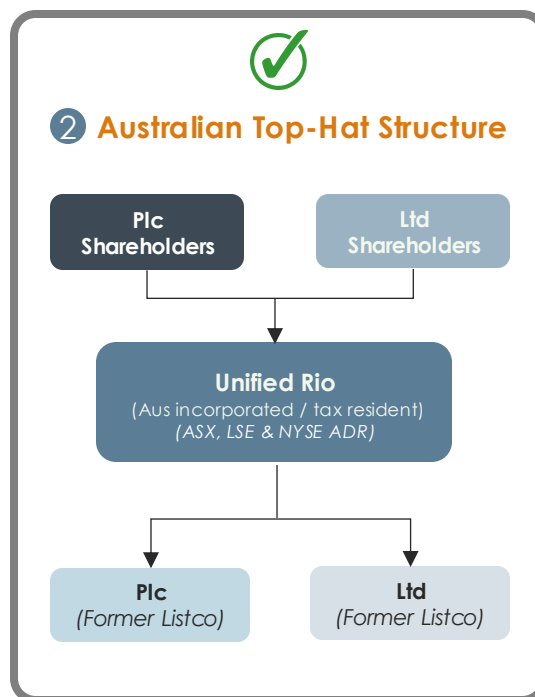 2 Australian Top-Hat Structure
Plc
Shareholders
Ltd
Shareholders
Unified Rio
(Aus incorporated / tax resident)
(ASX, LSE & NYSE ADR)
Plc
(Former Listco)
Ltd
(Former Listco)